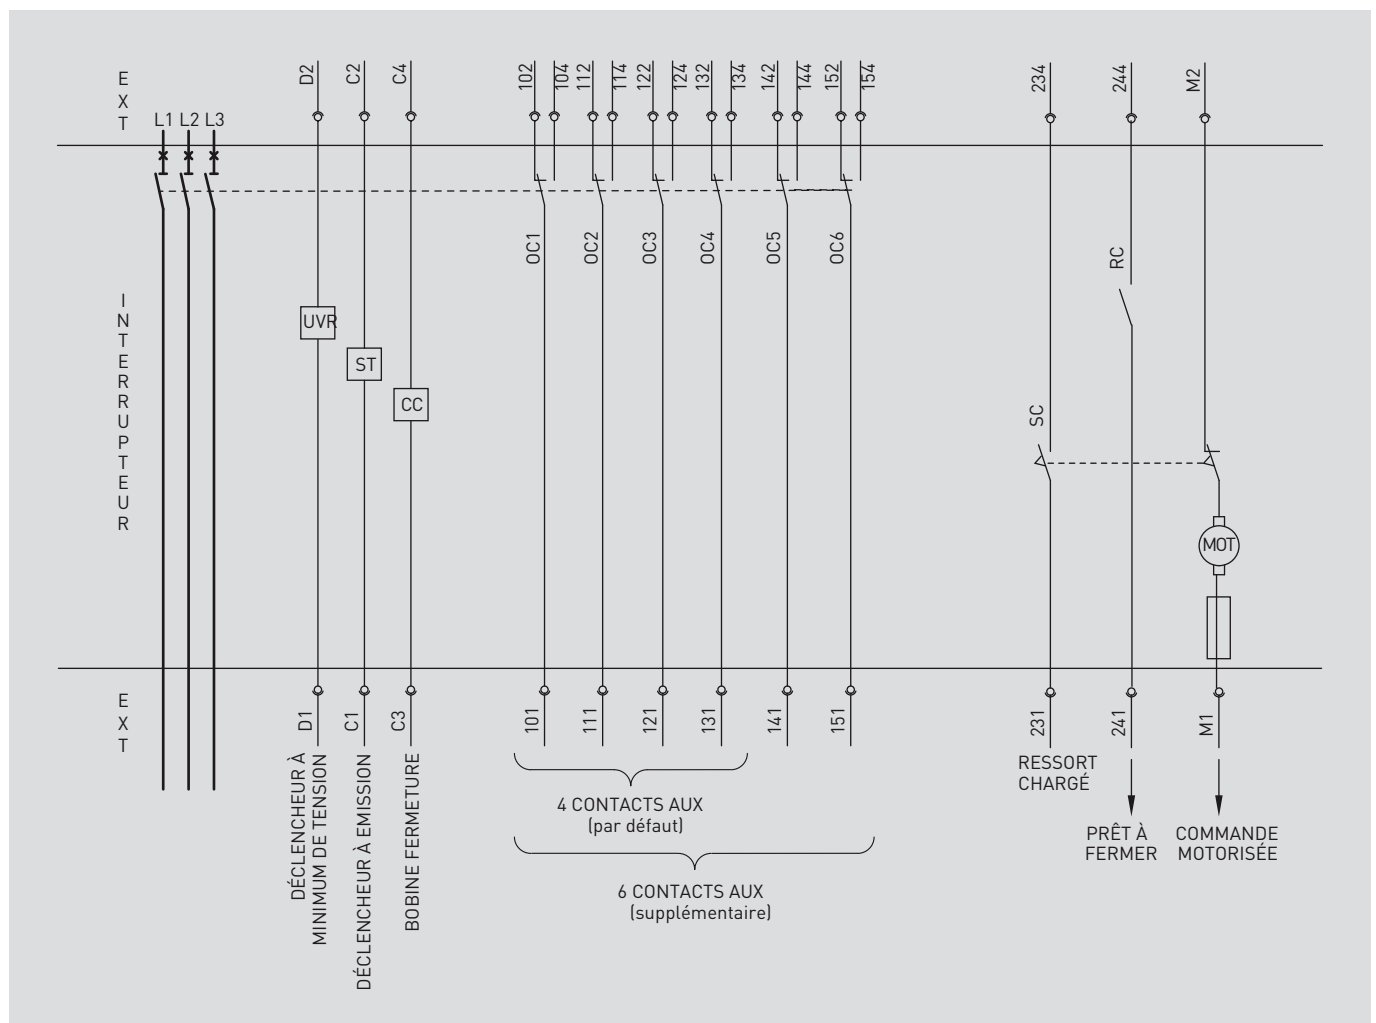 EXT
L1 L2 L3
D2
C2
C4
102
104
112
114
122
124
132
134
142
144
152
154
234
244
M2
INTERRUPTEUR
OC1
OC2
OC3
OC4
OC5
OC6
RC
UVR
ST
CC
SC
MOT
EXT
D1
C1
C3
101
111
121
131
141
151
231
241
M1
DÉCLENCHEUR À
MINIMUM DE TENSION
DÉCLENCHEUR À EMISSION
BOBINE FERMETURE
4 CONTACTS AUX
(par défaut)
6 CONTACTS AUX
(supplémentaire)
RESSORT
CHARGÉ
PRÊT À
FERMER
COMMANDE
MOTORISÉE